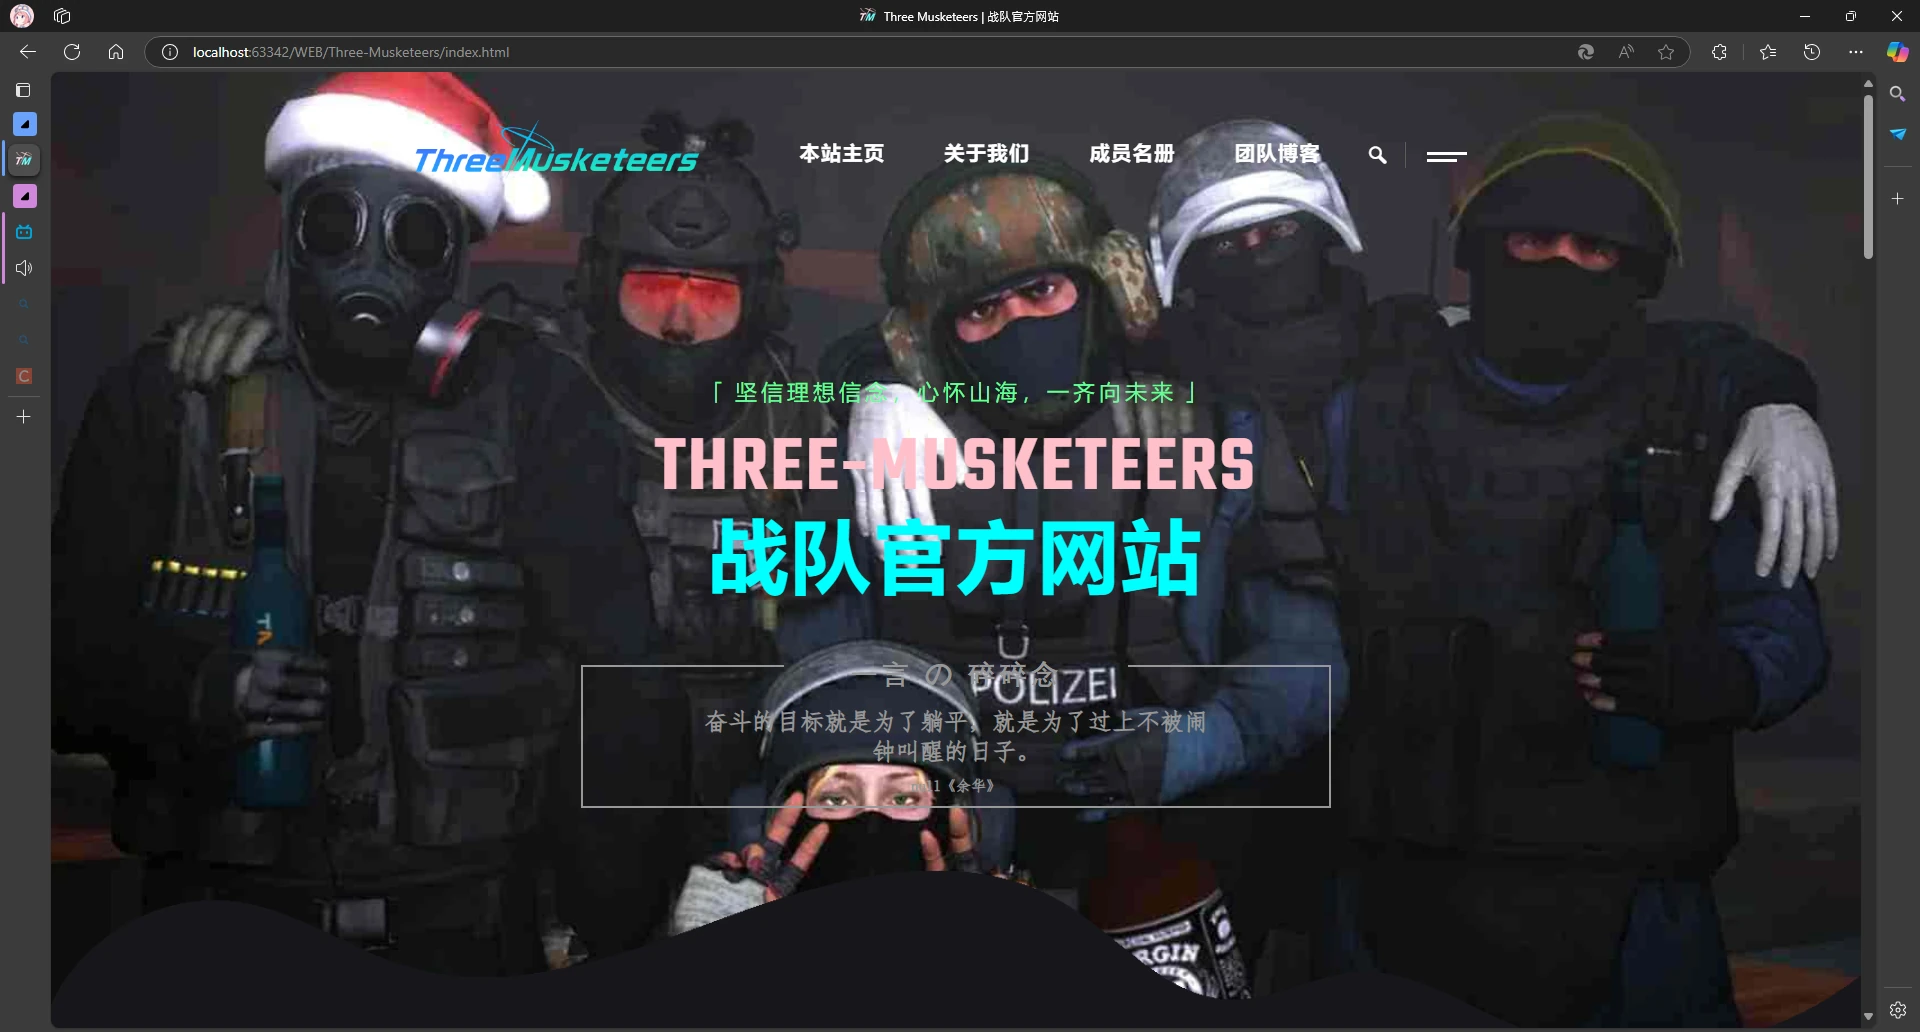 Three Musketeers | 战队官方网站
localhost:63342/WEB/Three-Musketeers/index.html
ThreeMusketeers
本站主页 关于我们 成员名册 团队博客
「 坚信理想信念，心怀山海，一齐向未来 」
THREE-MUSKETEERS
战队官方网站
一言 の 碎碎念
POLIZEI
奋斗的目标就是为了躺平，就是为了过上不被闹
钟叫醒的日子。
null《余华》
RGIN